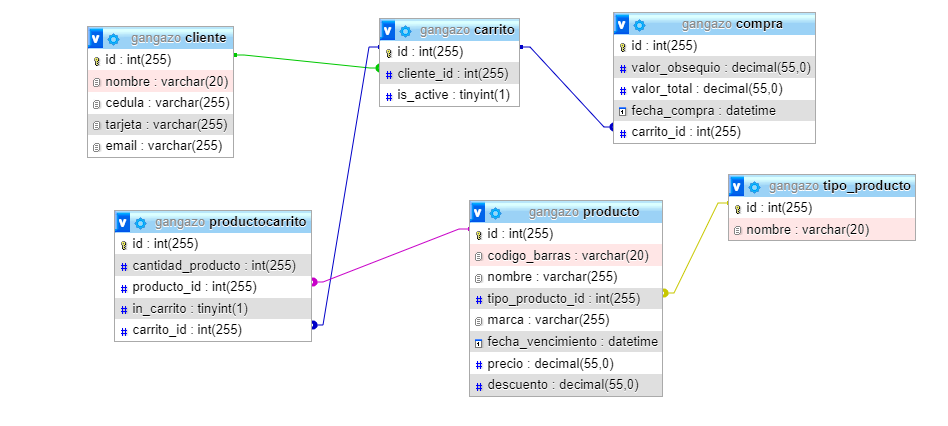 gangazo cliente
id : int(255)
nombre : varchar(20)
cedula : varchar(255)
tarjeta : varchar(255)
email : varchar(255)
gangazo carrito
id : int(255)
cliente_id : int(255)
is_active : tinyint(1)
gangazo compra
id : int(255)
valor_obsequio : decimal(55,0)
valor_total : decimal(55,0)
fecha_compra : datetime
carrito_id : int(255)
gangazo productocarrito
id : int(255)
cantidad_producto : int(255)
producto_id : int(255)
in_carrito : tinyint(1)
carrito_id : int(255)
gangazo producto
id : int(255)
codigo_barras : varchar(20)
nombre : varchar(255)
tipo_producto_id : int(255)
marca : varchar(255)
fecha_vencimiento : datetime
precio : decimal(55,0)
descuento : decimal(55,0)
gangazo tipo_producto
id : int(255)
nombre : varchar(20)